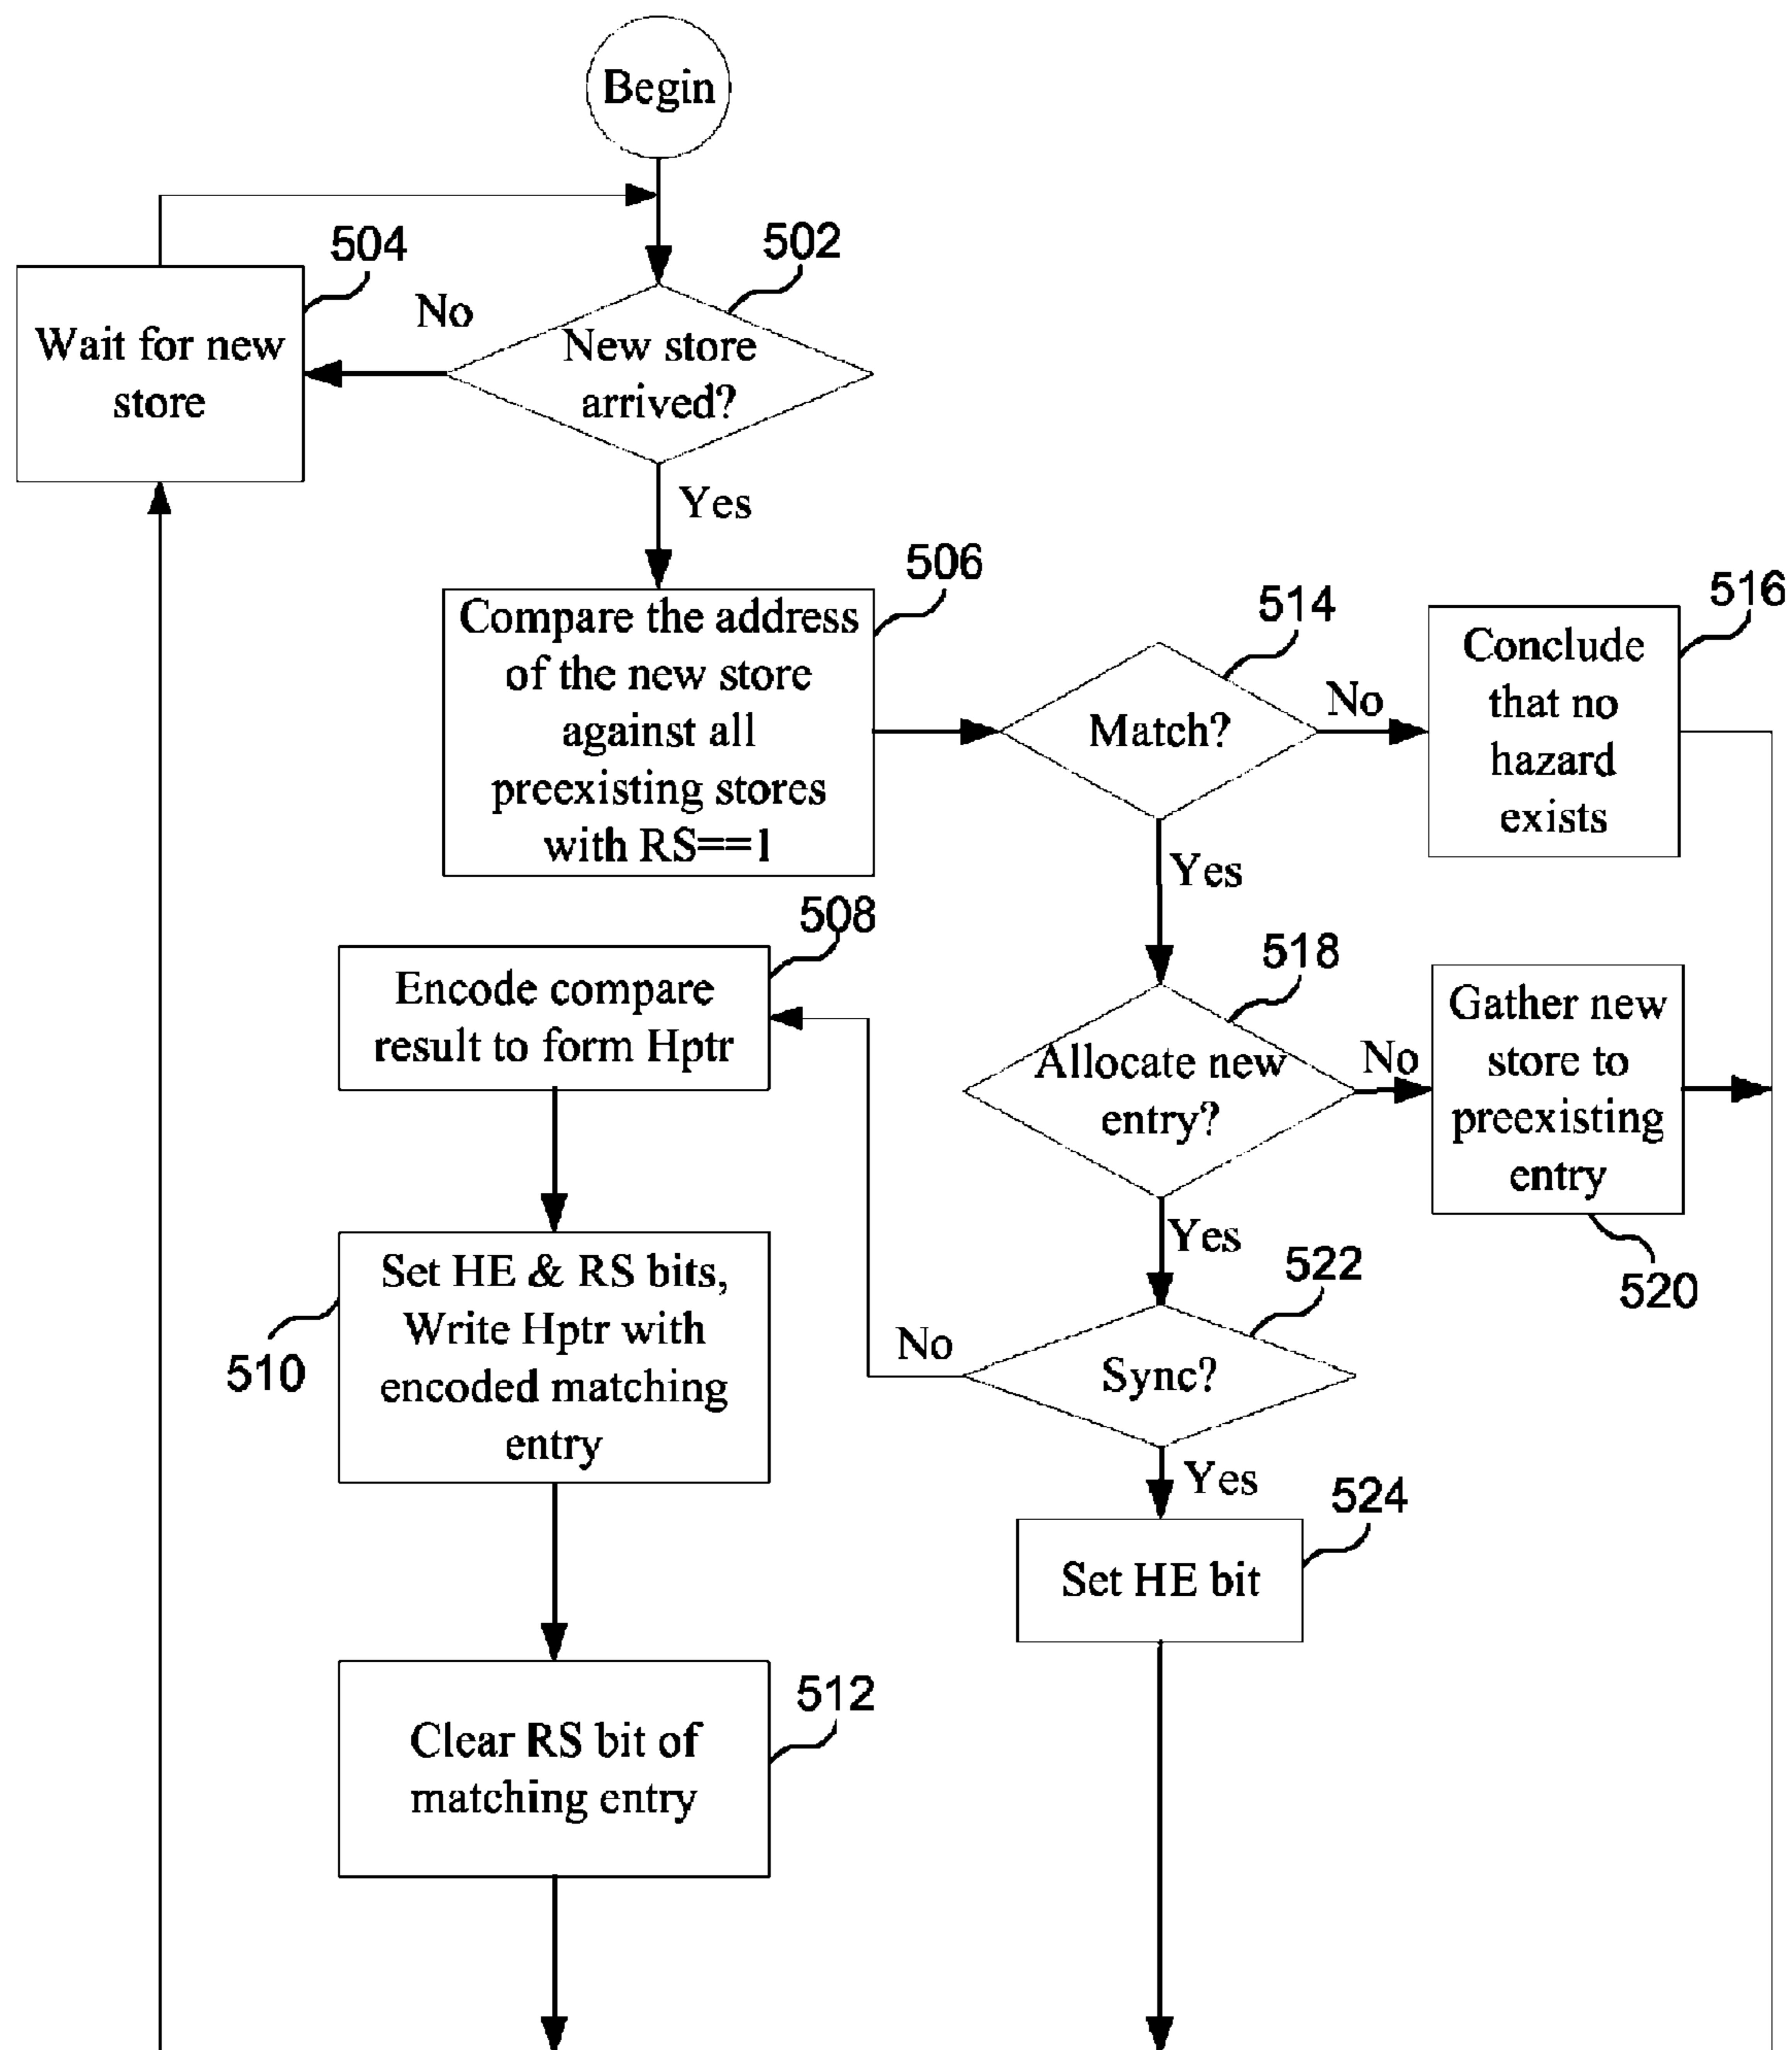 Begin
504
502
No
Wait for new
store
New store
arrived?
Yes
506
Compare the address
of the new store
against all
preexisting stores
with RS==1
514
Match?
No
516
Conclude
that no
hazard
exists
Yes
508
Encode compare
result to form Hptr
518
Allocate new
entry?
No
Gather new
store to
preexisting
entry
520
Yes
522
Sync?
No
510
Set HE & RS bits,
Write Hptr with
encoded matching
entry
Yes
524
Set HE bit
512
Clear RS bit of
matching entry